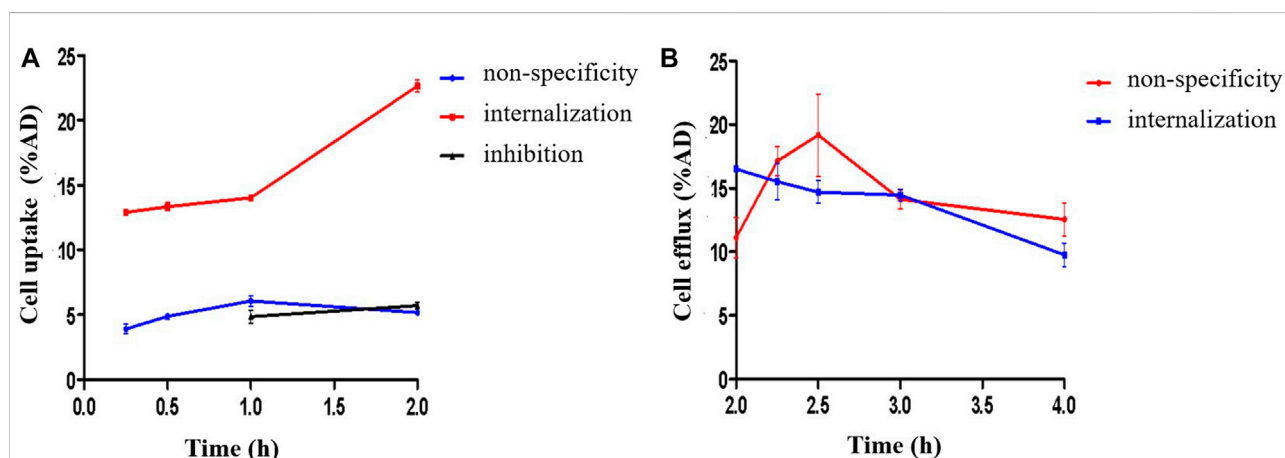 A
25
20
15
10
5
0
0.0 0.5 1.0 1.5 2.0
Cell uptake (%AD)
Time (h)
non-specificity
internalization
inhibition
B
25
20
15
10
5
0
2.0 2.5 3.0 3.5 4.0
Cell efflux (%AD)
Time (h)
non-specificity
internalization